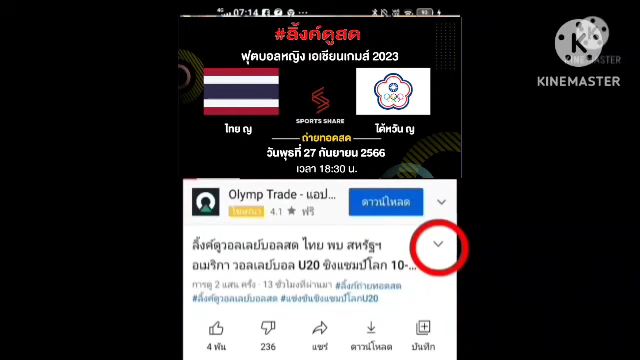 4G 07:14
92
#ลิ้งค์ดูสด
ฟุตบอลหญิง เอเชียนเกมส์ 2023
KINEMASTER
KINEMASTER
SPORTS SHARE
ไทย ญ
ไต้หวัน ญ
ถ่ายทอดสด
วันพุธที่ 27 กันยายน 2566
เวลา 18:30 น.
Olymp Trade - แอป...
ดาวน์โหลด
โฆษณา 4.1 ★ ฟรี
ลิ้งค์ดูวอลเลย์บอลสด ไทย พบ สหรัฐฯ
อเมริกา วอลเลย์บอล U20 ชิงแชมป์โลก 10-...
การดู 2 แสน ครั้ง · 13 ชั่วโมงที่ผ่านมา #ลิ้งก์ถ่ายทอดสด
#ลิ้งค์ดูวอลเลย์บอลสด #แข่งขันชิงแชมป์โลกU20
4 พัน
236
แชร์
ดาวน์โหลด
บันทึก